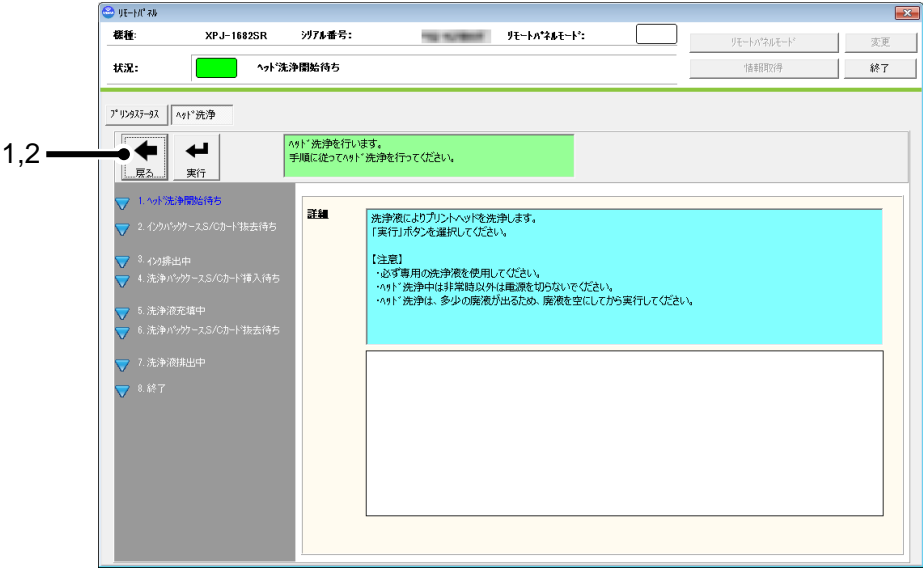 リモートパネル
機種: XPJ-1682SR シリアル番号: リモートパネルモード:
リモートパネルモード 変更
状況: ヘッド洗浄開始待ち 情報取得 終了
プリンタステータス ヘッド洗浄
戻る 実行
ヘッド洗浄を行います。
手順に従ってヘッド洗浄を行ってください。
1,2
1. ヘッド洗浄開始待ち
2. インクパックケース,S/Cカード抜去待ち
3. インク排出中
4. 洗浄パックケース,S/Cカード挿入待ち
5. 洗浄液充填中
6. 洗浄パックケース,S/Cカード抜去待ち
7. 洗浄液排出中
8. 終了
詳細
洗浄液によりプリントヘッドを洗浄します。
「実行」ボタンを選択してください。
【注意】
・必ず専用の洗浄液を使用してください。
・ヘッド洗浄中は非常時以外は電源を切らないでください。
・ヘッド洗浄は、多少の廃液が出るため、廃液を空にしてから実行してください。